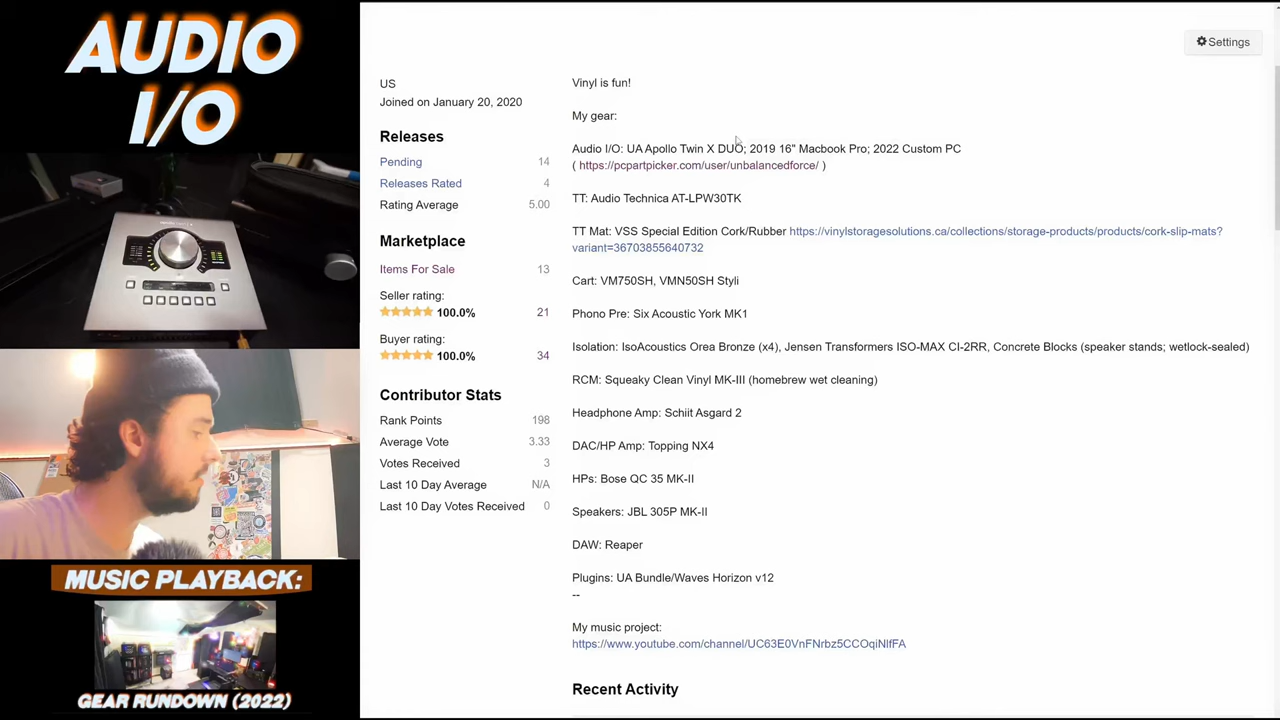 AUDIO
I/O
MUSIC PLAYBACK:
GEAR RUNDOWN (2022)
Settings
US
Joined on January 20, 2020
Releases
Pending 14
Releases Rated 4
Rating Average 5.00
Marketplace
Items For Sale 13
Seller rating:
100.0% 21
Buyer rating:
100.0% 34
Contributor Stats
Rank Points 198
Average Vote 3.33
Votes Received 3
Last 10 Day Average N/A
Last 10 Day Votes Received 0
Vinyl is fun!
My gear:
Audio I/O: UA Apollo Twin X DUO; 2019 16" Macbook Pro; 2022 Custom PC
( https://pcpartpicker.com/user/unbalancedforce/ )
TT: Audio Technica AT-LPW30TK
TT Mat: VSS Special Edition Cork/Rubber https://vinylstoragesolutions.ca/collections/storage-products/products/cork-slip-mats?
variant=36703855640732
Cart: VM750SH, VMN50SH Styli
Phono Pre: Six Acoustic York MK1
Isolation: IsoAcoustics Orea Bronze (x4), Jensen Transformers ISO-MAX CI-2RR, Concrete Blocks (speaker stands; wetlock-sealed)
RCM: Squeaky Clean Vinyl MK-III (homebrew wet cleaning)
Headphone Amp: Schiit Asgard 2
DAC/HP Amp: Topping NX4
HPs: Bose QC 35 MK-II
Speakers: JBL 305P MK-II
DAW: Reaper
Plugins: UA Bundle/Waves Horizon v12
--
My music project:
https://www.youtube.com/channel/UC63E0VnFNrbz5CCOqiNlfFA
Recent Activity